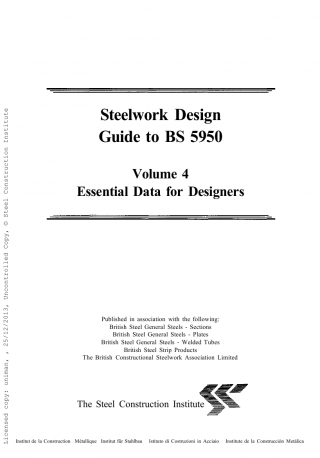 Steelwork Design
Guide to BS 5950
Volume 4
Essential Data for Designers
Published in association with the following:
British Steel General Steels - Sections
British Steel General Steels - Plates
British Steel General Steels - Welded Tubes
British Steel Strip Products
The British Constructional Steelwork Association Limited
The Steel Construction Institute
Institut de la Construction Métallique Institut für Stahlbau Istituto di Costruzioni in Acciaio Instituto de la Construcción Metálica
Licensed copy: uniman, , 25/12/2013, Uncontrolled Copy, © Steel Construction Institute